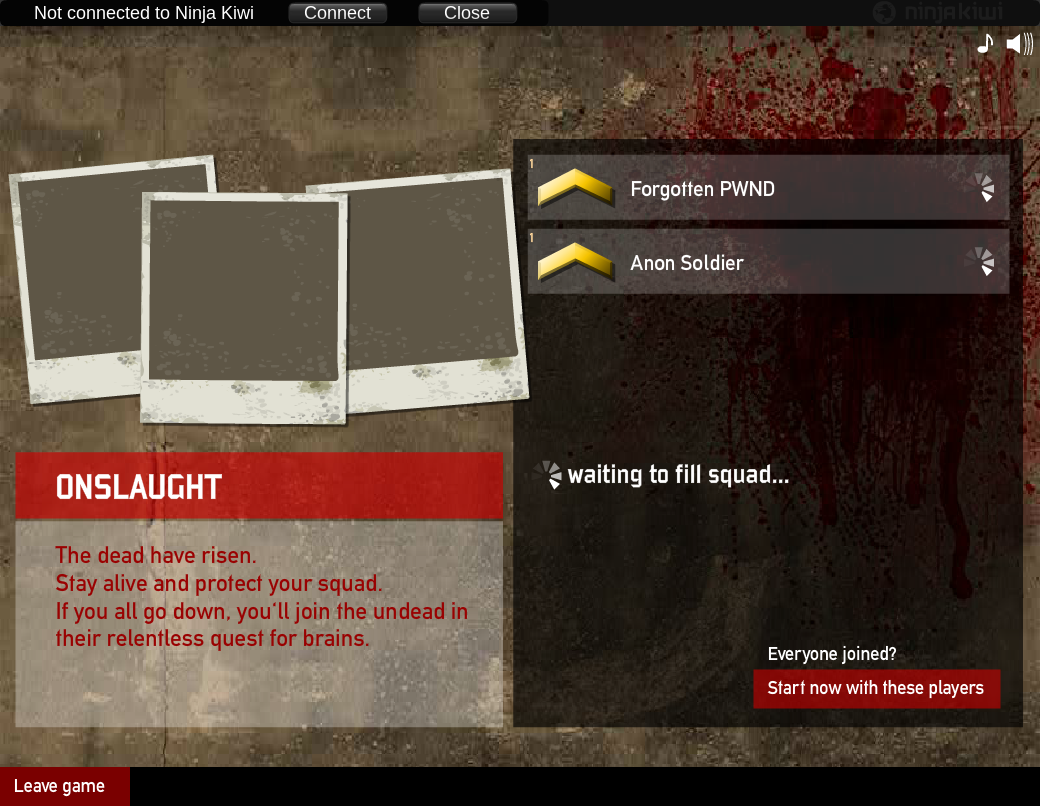 Not connected to Ninja Kiwi
Connect
Close
ninjakiwi
1
Forgotten PWND
1
Anon Soldier
waiting to fill squad...
ONSLAUGHT
The dead have risen.
Stay alive and protect your squad.
If you all go down, you'll join the undead in
their relentless quest for brains.
Everyone joined?
Start now with these players
Leave game